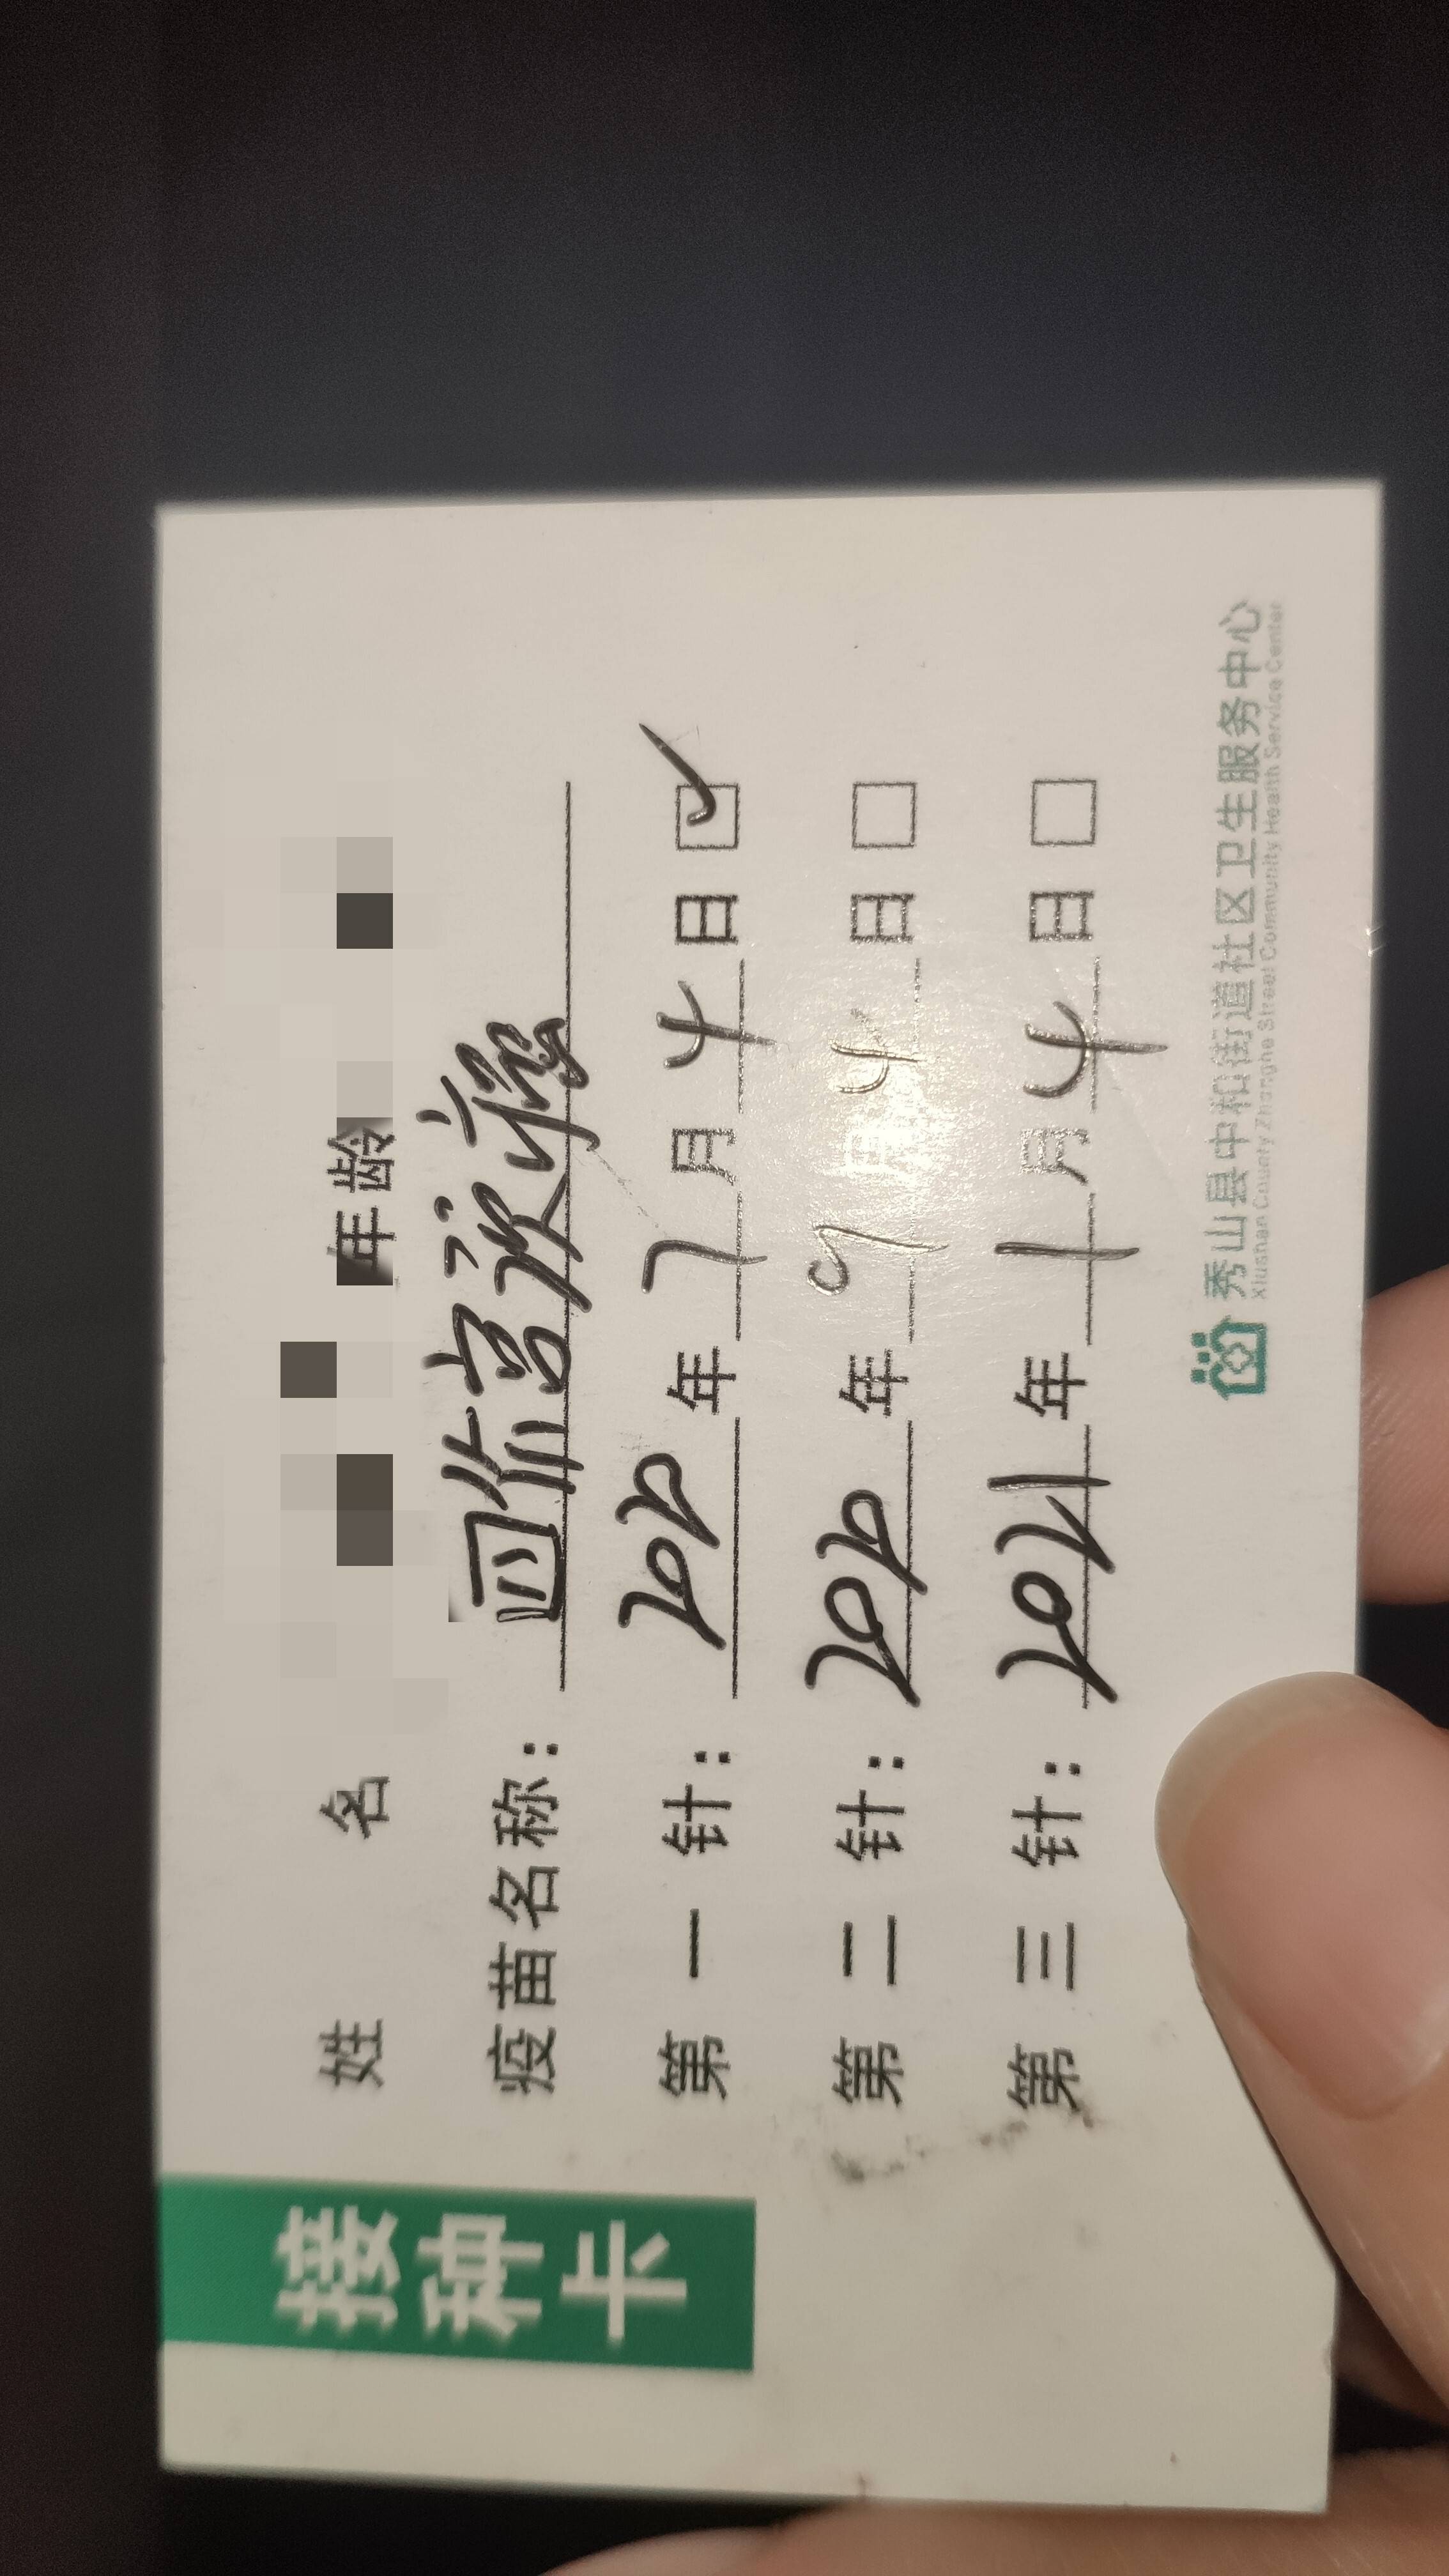 接种卡
姓名 年龄
疫苗名称：四价宫颈癌
第一针：202 年 7 月 4 日
第二针：202 年 9 月 4 日
第三针：2021 年 1 月 4 日
秀山县中和街道社区卫生服务中心
Xiushan County Zhonghe Street Community Health Service Center